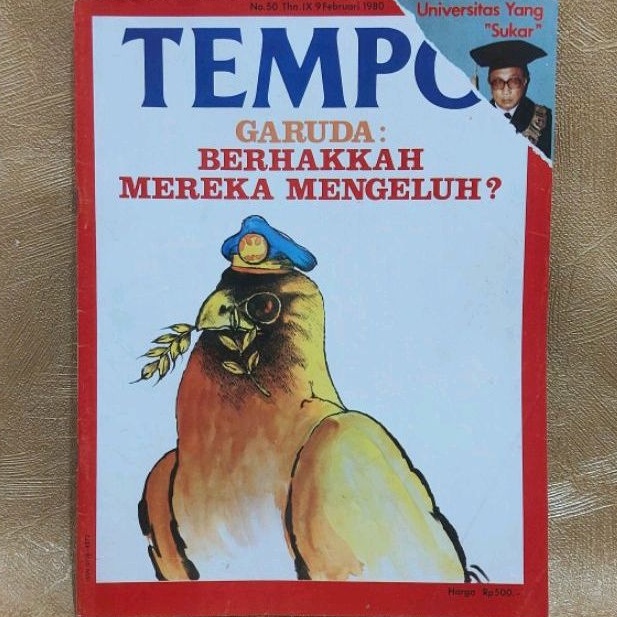 No.50 Thn.IX 9 Februari 1980
Universitas Yang
"Sukar"
TEMPO
GARUDA:
BERHAKKAH
MEREKA MENGELUH?
Harga Rp500.-